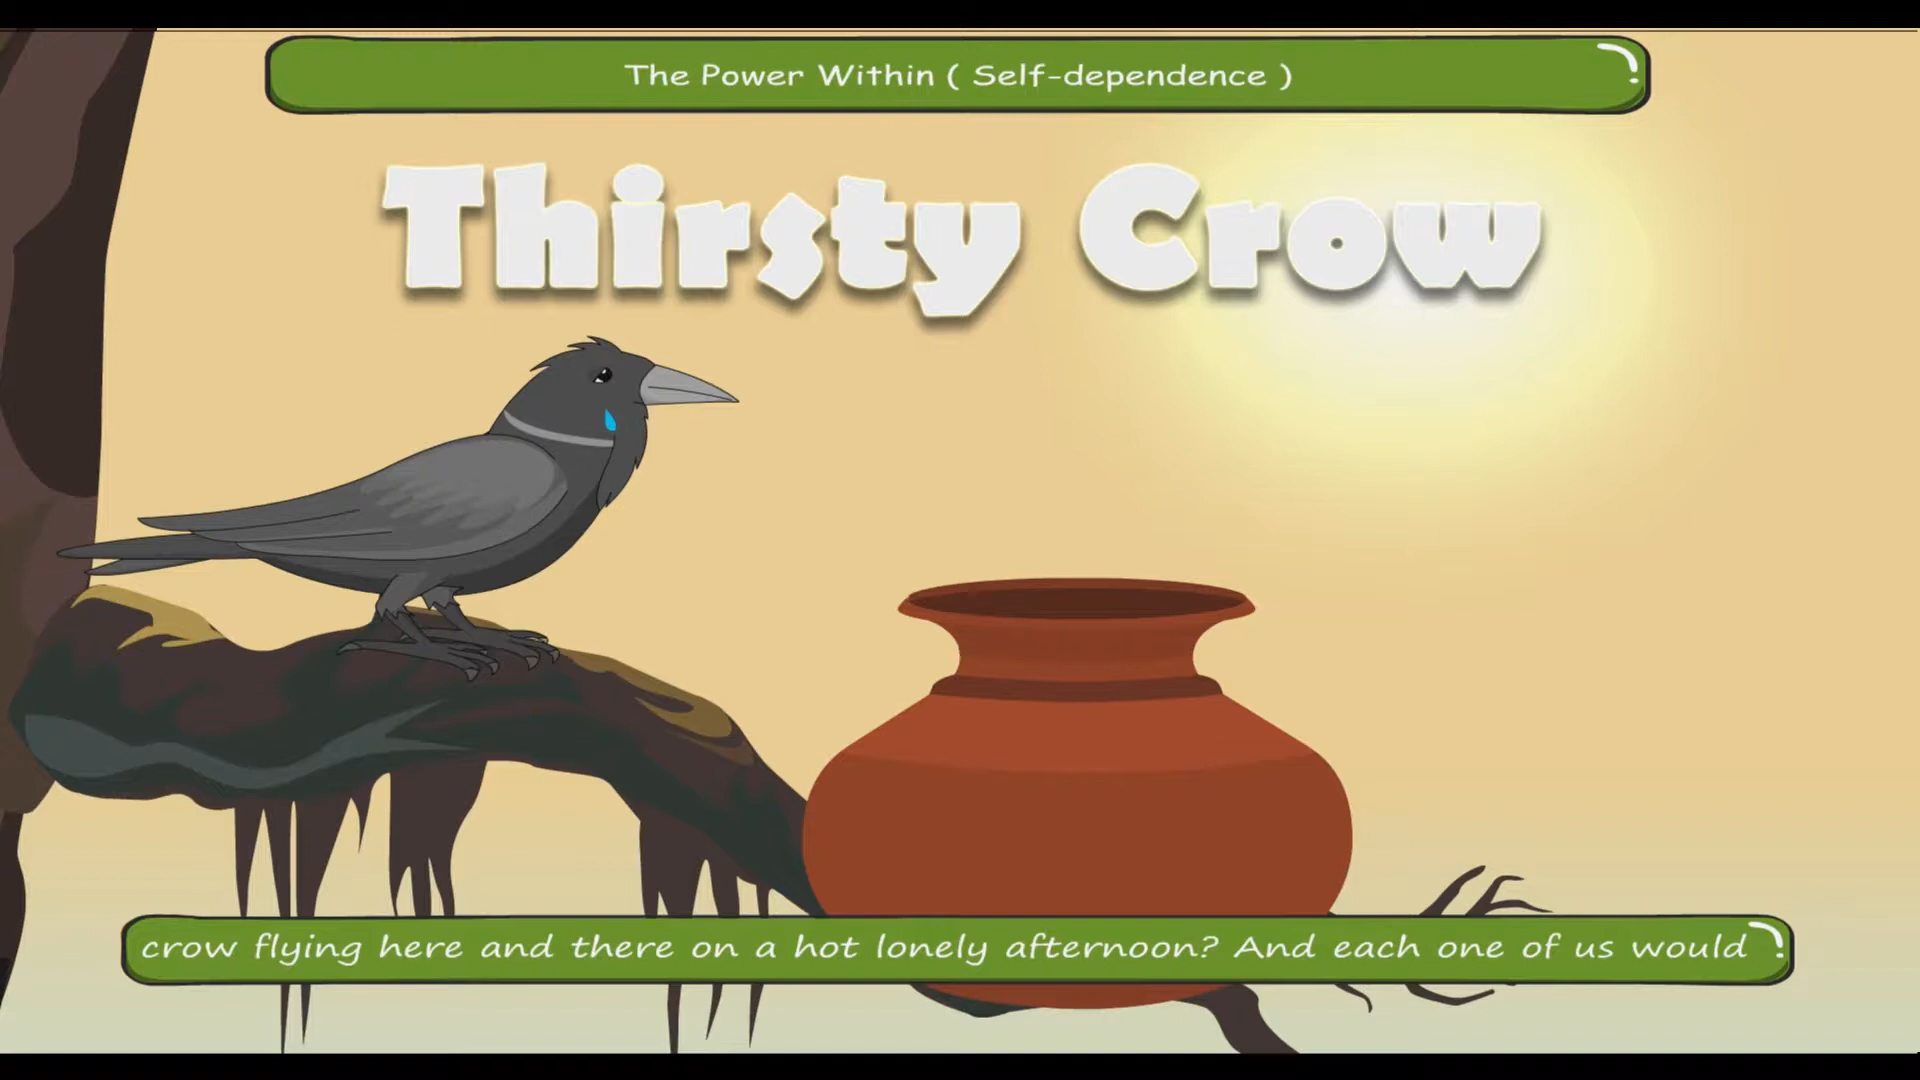 The Power Within ( Self-dependence )
Thirsty Crow
crow flying here and there on a hot lonely afternoon? And each one of us would